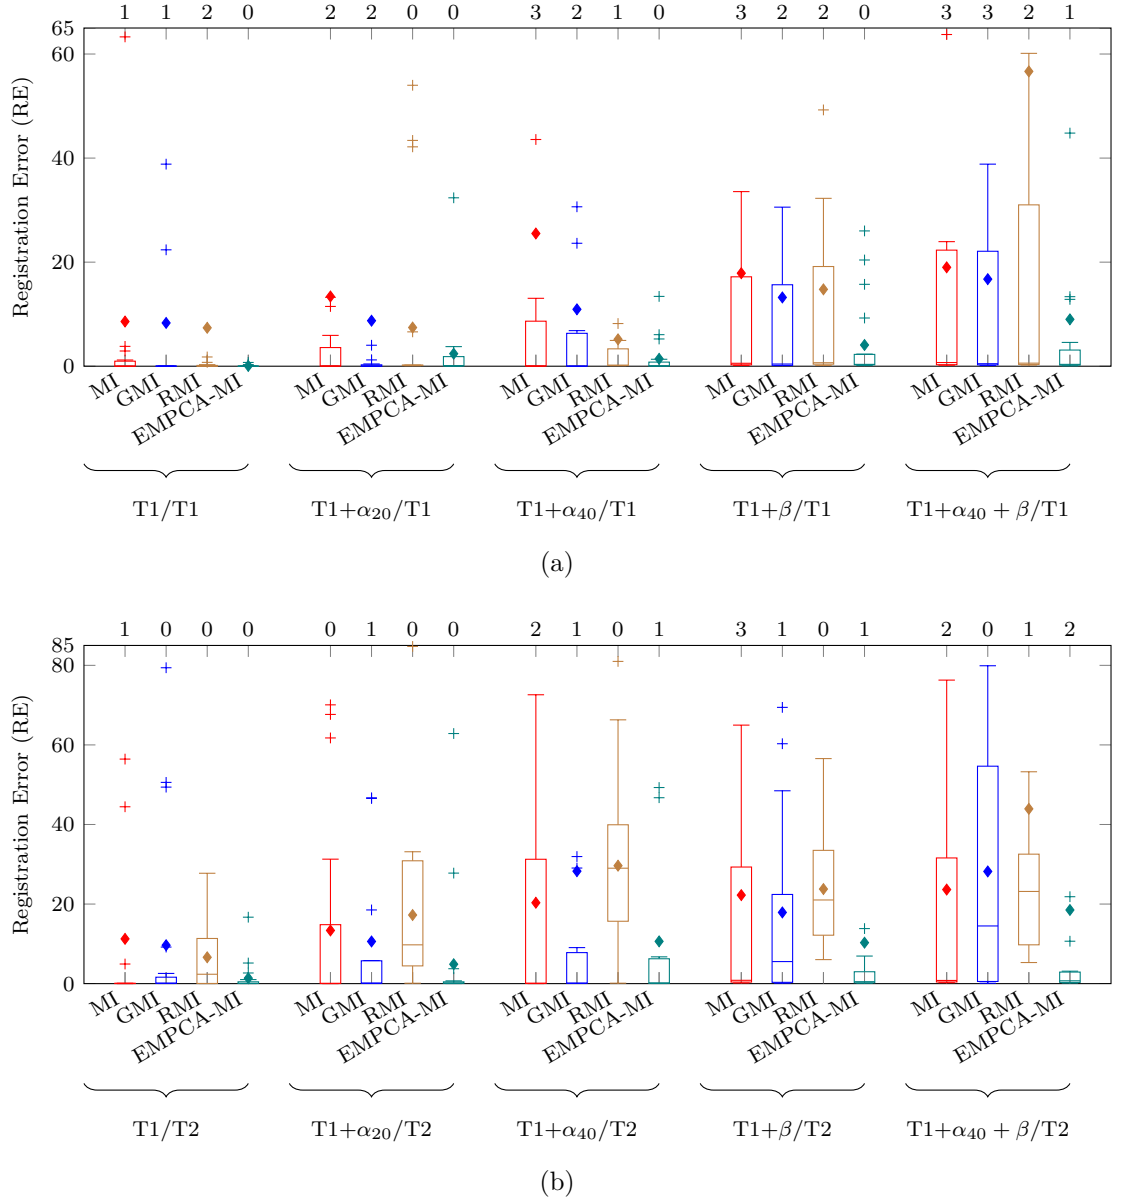 1 1 2 0 2 2 0 0 3 2 1 0 3 2 2 0 3 3 2 1
65
60
40
20
0
Registration Error (RE)
MI GMI RMI EMPCA-MI MI GMI RMI EMPCA-MI MI GMI RMI EMPCA-MI MI GMI RMI EMPCA-MI MI GMI RMI EMPCA-MI
T1/T1 T1+α₂₀/T1 T1+α₄₀/T1 T1+β/T1 T1+α₄₀ + β/T1
(a)
1 0 0 0 0 1 0 0 2 1 0 1 3 1 0 1 2 0 1 2
85
80
60
40
20
0
Registration Error (RE)
MI GMI RMI EMPCA-MI MI GMI RMI EMPCA-MI MI GMI RMI EMPCA-MI MI GMI RMI EMPCA-MI MI GMI RMI EMPCA-MI
T1/T2 T1+α₂₀/T2 T1+α₄₀/T2 T1+β/T2 T1+α₄₀ + β/T2
(b)